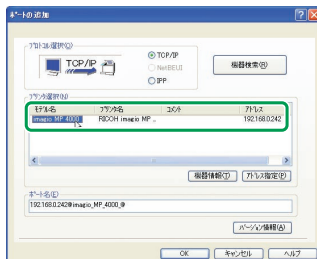 ポートの追加
プロトコル選択(O)
TCP/IP
TCP/IP
NetBEUI
IPP
機器検索(R)
プリンタ選択(N)
モデル名 プリンタ名 コメント アドレス
imagio MP 4000 RICOH imagio MP .. 192.168.0.242
機器情報(T) アドレス指定(P)
ポート名(E)
192.168.0.242@imagio_MP_4000_@
バージョン情報(A)
OK キャンセル ヘルプ